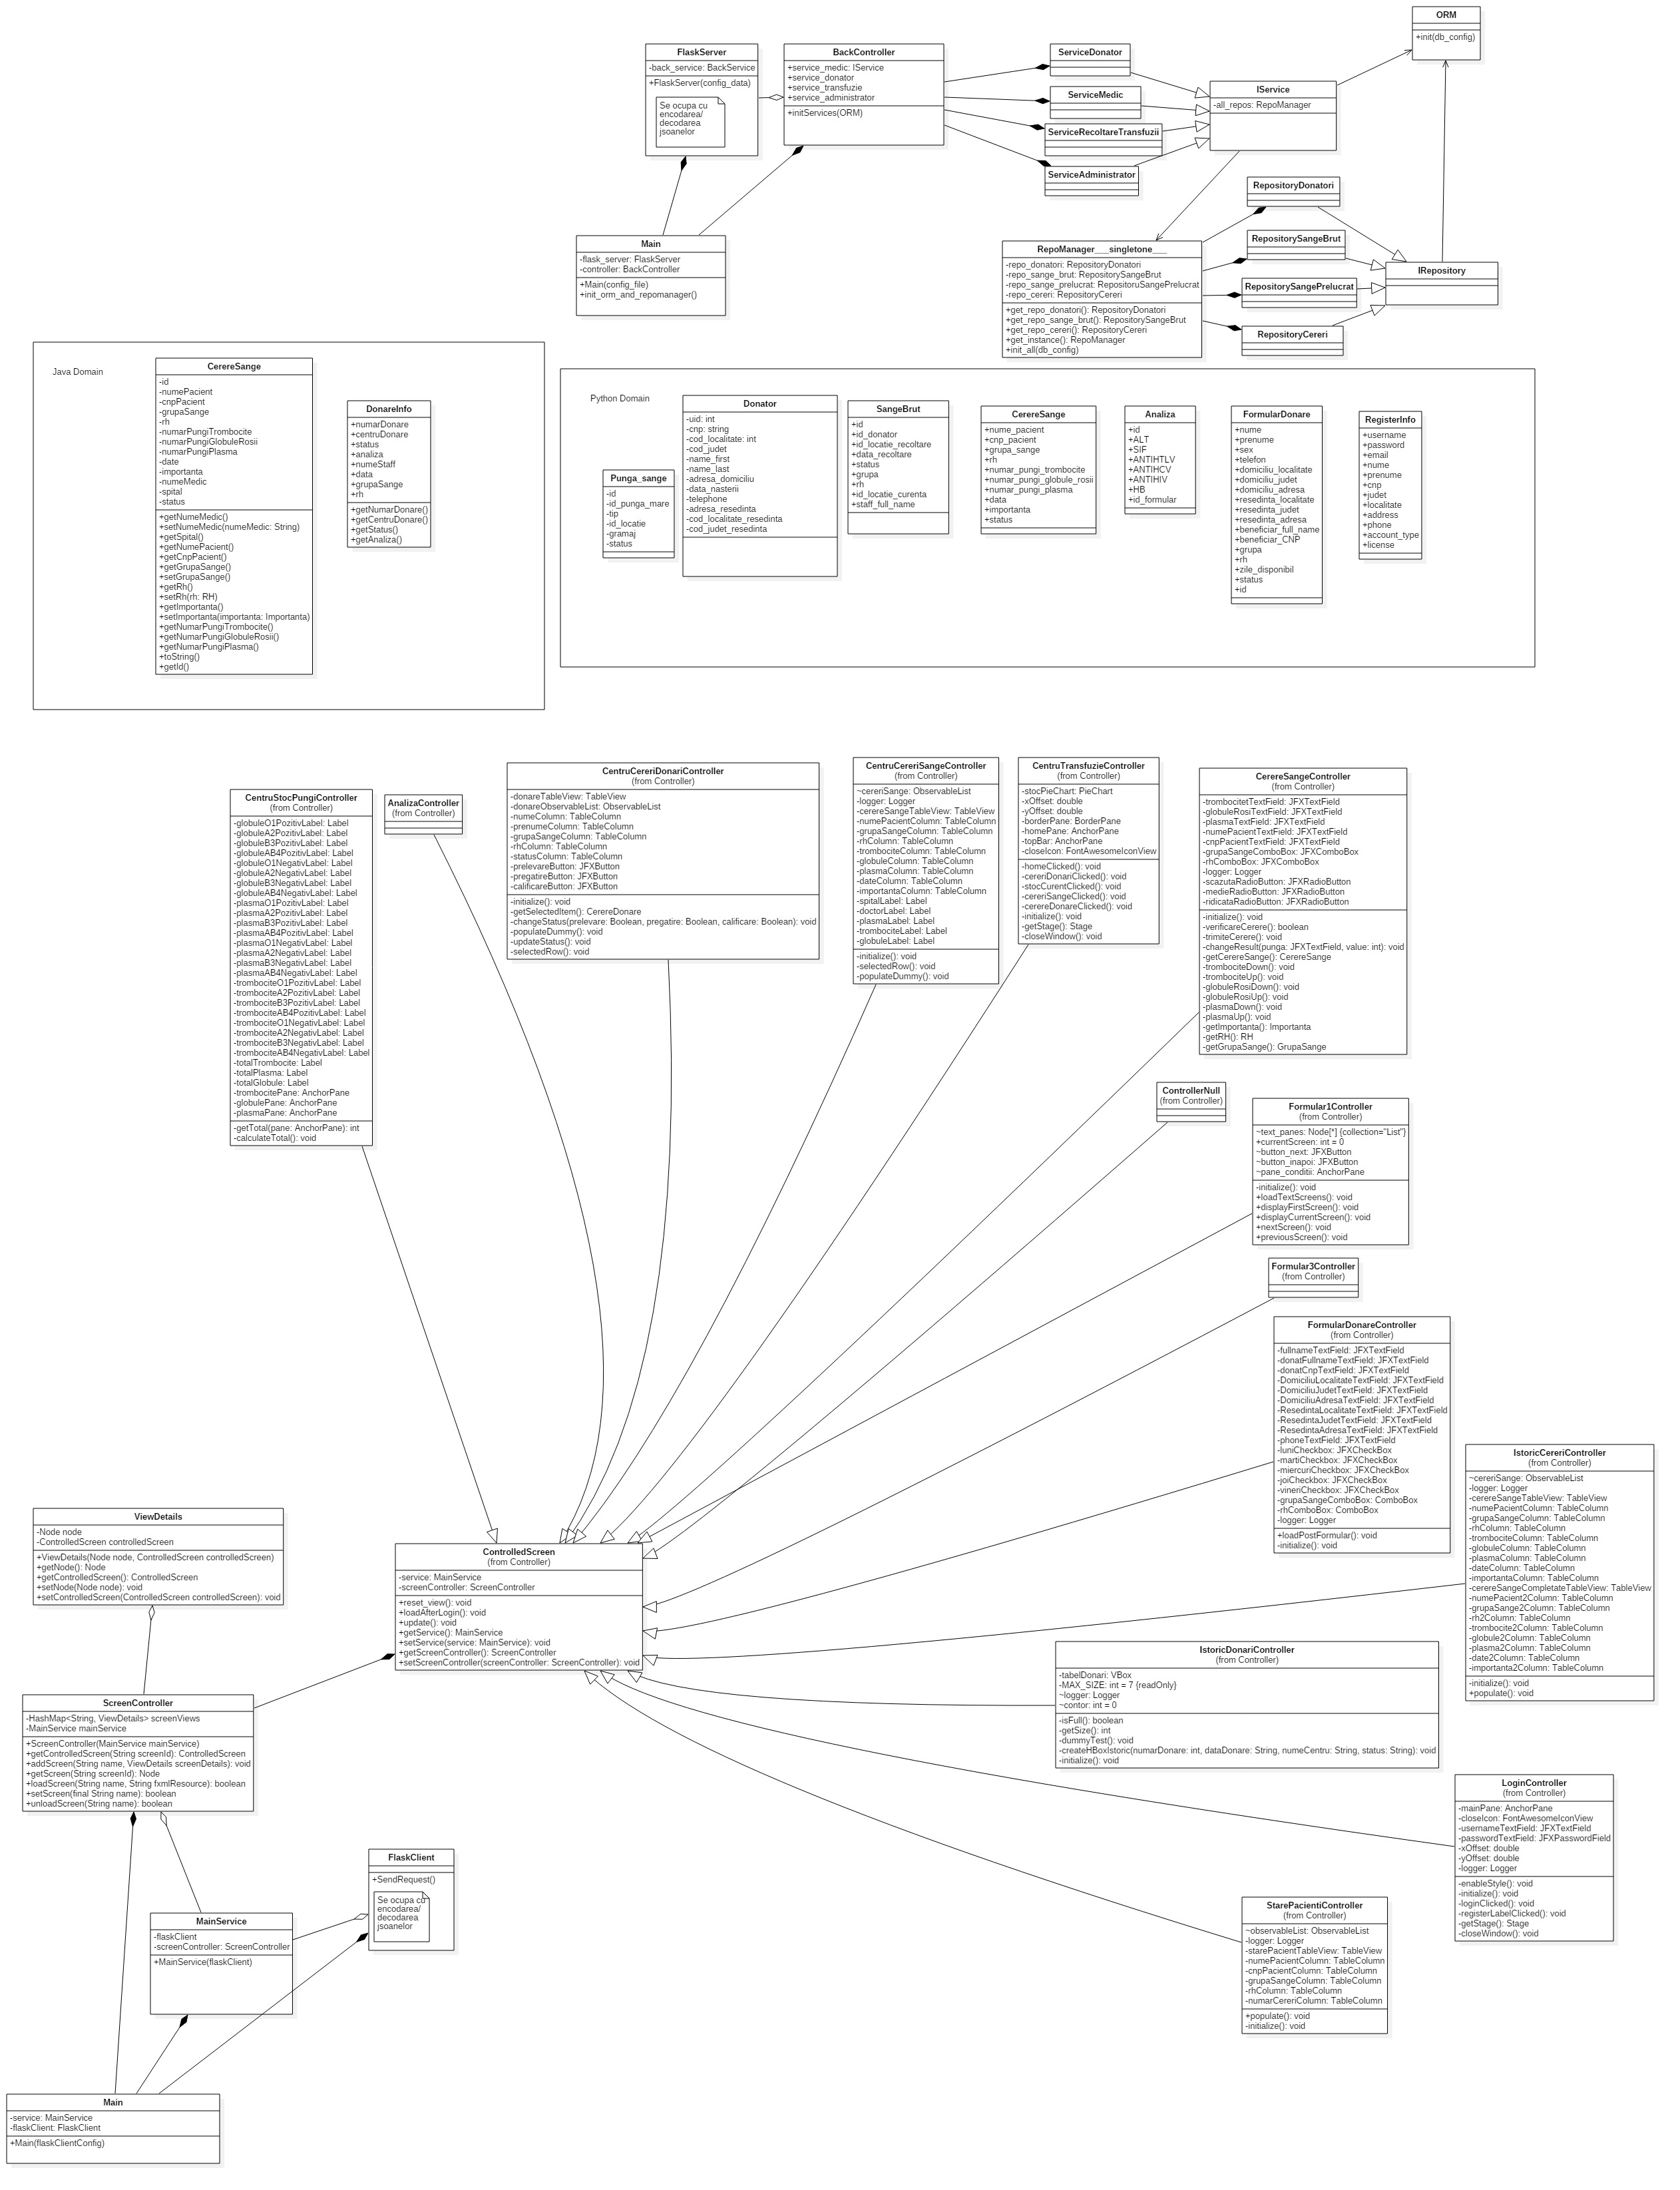 ORM
+init(db_config)
FlaskServer
-back_service: BackService
+FlaskServer(config_data)
Se ocupa cu
encodarea/
decodarea
jsoanelor
BackController
+service_medic: IService
+service_donator
+service_transfuzie
+service_administrator
+initServices(ORM)
ServiceDonator
ServiceMedic
ServiceRecoltareTransfuzii
ServiceAdministrator
IService
-all_repos: RepoManager
Main
-flask_server: FlaskServer
-controller: BackController
+Main(config_file)
+init_orm_and_repomanager()
RepoManager___singletone___
-repo_donatori: RepositoryDonatori
-repo_sange_brut: RepositorySangeBrut
-repo_sange_prelucrat: RepositoruSangePrelucrat
-repo_cereri: RepositoryCereri
+get_repo_donatori(): RepositoryDonatori
+get_repo_sange_brut(): RepositorySangeBrut
+get_repo_cereri(): RepositoryCereri
+get_instance(): RepoManager
+init_all(db_config)
RepositoryDonatori
RepositorySangeBrut
RepositorySangePrelucrat
RepositoryCereri
IRepository
Java Domain
CerereSange
-id
-numePacient
-cnpPacient
-grupaSange
-rh
-numarPungiTrombocite
-numarPungiGlobuleRosii
-numarPungiPlasma
-date
-importanta
-numeMedic
-spital
-status
+getNumeMedic()
+setNumeMedic(numeMedic: String)
+getSpital()
+getNumePacient()
+getCnpPacient()
+getGrupaSange()
+setGrupaSange()
+getRh()
+setRh(rh: RH)
+getImportanta()
+setImportanta(importanta: Importanta)
+getNumarPungiTrombocite()
+getNumarPungiGlobuleRosii()
+getNumarPungiPlasma()
+toString()
+getId()
DonareInfo
+numarDonare
+centruDonare
+status
+analiza
+numeStaff
+data
+grupaSange
+rh
+getNumarDonare()
+getCentruDonare()
+getStatus()
+getAnaliza()
Python Domain
Punga_sange
-id
-id_punga_mare
-tip
-id_locatie
-gramaj
-status
Donator
-uid: int
-cnp: string
-cod_localitate: int
-cod_judet
-name_first
-name_last
-adresa_domiciliu
-data_nasterii
-telephone
-adresa_resedinta
-cod_localitate_resedinta
-cod_judet_resedinta
SangeBrut
+id
+id_donator
+id_locatie_recoltare
+data_recoltare
+status
+grupa
+rh
+id_locatie_curenta
+staff_full_name
CerereSange
+nume_pacient
+cnp_pacient
+grupa_sange
+rh
+numar_pungi_trombocite
+numar_pungi_globule_rosii
+numar_pungi_plasma
+data
+importanta
+status
Analiza
+id
+ALT
+SIF
+ANTIHTLV
+ANTIHCV
+ANTIHIV
+HB
+id_formular
FormularDonare
+nume
+prenume
+sex
+telefon
+domiciliu_localitate
+domiciliu_judet
+domiciliu_adresa
+resedinta_localitate
+resedinta_judet
+resedinta_adresa
+beneficiar_full_name
+beneficiar_CNP
+grupa
+rh
+zile_disponibil
+status
+id
RegisterInfo
+username
+password
+email
+nume
+prenume
+cnp
+judet
+localitate
+address
+phone
+account_type
+license
CentruStocPungiController
(from Controller)
-globuleO1PozitivLabel: Label
-globuleA2PozitivLabel: Label
-globuleB3PozitivLabel: Label
-globuleAB4PozitivLabel: Label
-globuleO1NegativLabel: Label
-globuleA2NegativLabel: Label
-globuleB3NegativLabel: Label
-globuleAB4NegativLabel: Label
-plasmaO1PozitivLabel: Label
-plasmaA2PozitivLabel: Label
-plasmaB3PozitivLabel: Label
-plasmaAB4PozitivLabel: Label
-plasmaO1NegativLabel: Label
-plasmaA2NegativLabel: Label
-plasmaB3NegativLabel: Label
-plasmaAB4NegativLabel: Label
-trombociteO1PozitivLabel: Label
-trombociteA2PozitivLabel: Label
-trombociteB3PozitivLabel: Label
-trombociteAB4PozitivLabel: Label
-trombociteO1NegativLabel: Label
-trombociteA2NegativLabel: Label
-trombociteB3NegativLabel: Label
-trombociteAB4NegativLabel: Label
-totalTrombocite: Label
-totalPlasma: Label
-totalGlobule: Label
-trombocitePane: AnchorPane
-globulePane: AnchorPane
-plasmaPane: AnchorPane
-getTotal(pane: AnchorPane): int
-calculateTotal(): void
AnalizaController
(from Controller)
CentruCereriDonariController
(from Controller)
-donareTableView: TableView
-donareObservableList: ObservableList
-numeColumn: TableColumn
-prenumeColumn: TableColumn
-grupaSangeColumn: TableColumn
-rhColumn: TableColumn
-statusColumn: TableColumn
-prelevareButton: JFXButton
-pregatireButton: JFXButton
-calificareButton: JFXButton
-initialize(): void
-getSelectedItem(): CerereDonare
-changeStatus(prelevare: Boolean, pregatire: Boolean, calificare: Boolean): void
-populateDummy(): void
-updateStatus(): void
-selectedRow(): void
CentruCereriSangeController
(from Controller)
~cereriSange: ObservableList
-logger: Logger
-cerereSangeTableView: TableView
-numePacientColumn: TableColumn
-grupaSangeColumn: TableColumn
-rhColumn: TableColumn
-trombociteColumn: TableColumn
-globuleColumn: TableColumn
-plasmaColumn: TableColumn
-dateColumn: TableColumn
-importantaColumn: TableColumn
-spitalLabel: Label
-doctorLabel: Label
-plasmaLabel: Label
-trombociteLabel: Label
-globuleLabel: Label
-initialize(): void
-selectedRow(): void
-populateDummy(): void
CentruTransfuzieController
(from Controller)
-stocPieChart: PieChart
-xOffset: double
-yOffset: double
-borderPane: BorderPane
-homePane: AnchorPane
-topBar: AnchorPane
-closeIcon: FontAwesomeIconView
-homeClicked(): void
-cereriDonariClicked(): void
-stocCurentClicked(): void
-cereriSangeClicked(): void
-cerereDonareClicked(): void
-initialize(): void
-getStage(): Stage
-closeWindow(): void
CerereSangeController
(from Controller)
-trombocitetTextField: JFXTextField
-globuleRosiTextField: JFXTextField
-plasmaTextField: JFXTextField
-numePacientTextField: JFXTextField
-cnpPacientTextField: JFXTextField
-grupaSangeComboBox: JFXComboBox
-rhComboBox: JFXComboBox
-logger: Logger
-scazutaRadioButton: JFXRadioButton
-medieRadioButton: JFXRadioButton
-ridicataRadioButton: JFXRadioButton
-initialize(): void
-verificareCerere(): boolean
-trimiteCerere(): void
-changeResult(punga: JFXTextField, value: int): void
-getCerereSange(): CerereSange
-trombociteDown(): void
-trombociteUp(): void
-globuleRosiDown(): void
-globuleRosiUp(): void
-plasmaDown(): void
-plasmaUp(): void
-getImportanta(): Importanta
-getRH(): RH
-getGrupaSange(): GrupaSange
ControllerNull
(from Controller)
Formular1Controller
(from Controller)
~text_panes: Node[*] {collection="List"}
+currentScreen: int = 0
~button_next: JFXButton
~button_inapoi: JFXButton
~pane_conditii: AnchorPane
-initialize(): void
+loadTextScreens(): void
+displayFirstScreen(): void
+displayCurrentScreen(): void
+nextScreen(): void
+previousScreen(): void
Formular3Controller
(from Controller)
FormularDonareController
(from Controller)
-fullnameTextField: JFXTextField
-donatFullnameTextField: JFXTextField
-donatCnpTextField: JFXTextField
-DomiciliuLocalitateTextField: JFXTextField
-DomiciliuJudetTextField: JFXTextField
-DomiciliuAdresaTextField: JFXTextField
-ResedintaLocalitateTextField: JFXTextField
-ResedintaJudetTextField: JFXTextField
-ResedintaAdresaTextField: JFXTextField
-phoneTextField: JFXTextField
-luniCheckbox: JFXCheckBox
-martiCheckbox: JFXCheckBox
-miercuriCheckbox: JFXCheckBox
-joiCheckbox: JFXCheckBox
-vineriCheckbox: JFXCheckBox
-grupaSangeComboBox: ComboBox
-rhComboBox: ComboBox
-logger: Logger
+loadPostFormular(): void
-initialize(): void
IstoricCereriController
(from Controller)
~cereriSange: ObservableList
-logger: Logger
-cerereSangeTableView: TableView
-numePacientColumn: TableColumn
-grupaSangeColumn: TableColumn
-rhColumn: TableColumn
-trombociteColumn: TableColumn
-globuleColumn: TableColumn
-plasmaColumn: TableColumn
-dateColumn: TableColumn
-importantaColumn: TableColumn
-cerereSangeCompletateTableView: TableView
-numePacient2Column: TableColumn
-grupaSange2Column: TableColumn
-rh2Column: TableColumn
-trombocite2Column: TableColumn
-globule2Column: TableColumn
-plasma2Column: TableColumn
-date2Column: TableColumn
-importanta2Column: TableColumn
-initialize(): void
+populate(): void
ViewDetails
-Node node
-ControlledScreen controlledScreen
+ViewDetails(Node node, ControlledScreen controlledScreen)
+getNode(): Node
+getControlledScreen(): ControlledScreen
+setNode(Node node): void
+setControlledScreen(ControlledScreen controlledScreen): void
ControlledScreen
(from Controller)
-service: MainService
-screenController: ScreenController
+reset_view(): void
+loadAfterLogin(): void
+update(): void
+getService(): MainService
+setService(service: MainService): void
+getScreenController(): ScreenController
+setScreenController(screenController: ScreenController): void
IstoricDonariController
(from Controller)
-tabelDonari: VBox
-MAX_SIZE: int = 7 {readOnly}
~logger: Logger
~contor: int = 0
-isFull(): boolean
-getSize(): int
-dummyTest(): void
-createHBoxIstoric(numarDonare: int, dataDonare: String, numeCentru: String, status: String): void
-initialize(): void
ScreenController
-HashMap<String, ViewDetails> screenViews
-MainService mainService
+ScreenController(MainService mainService)
+getControlledScreen(String screenId): ControlledScreen
+addScreen(String name, ViewDetails screenDetails): void
+getScreen(String screenId): Node
+loadScreen(String name, String fxmlResource): boolean
+setScreen(final String name): boolean
+unloadScreen(String name): boolean
LoginController
(from Controller)
-mainPane: AnchorPane
-closeIcon: FontAwesomeIconView
-usernameTextField: JFXTextField
-passwordTextField: JFXPasswordField
-xOffset: double
-yOffset: double
-logger: Logger
-enableStyle(): void
-initialize(): void
-loginClicked(): void
-registerLabelClicked(): void
-getStage(): Stage
-closeWindow(): void
FlaskClient
+SendRequest()
Se ocupa cu
encodarea/
decodarea
jsoanelor
StarePacientiController
(from Controller)
~observableList: ObservableList
-logger: Logger
-starePacientTableView: TableView
-numePacientColumn: TableColumn
-cnpPacientColumn: TableColumn
-grupaSangeColumn: TableColumn
-rhColumn: TableColumn
-numarCereriColumn: TableColumn
+populate(): void
-initialize(): void
MainService
-flaskClient
-screenController: ScreenController
+MainService(flaskClient)
Main
-service: MainService
-flaskClient: FlaskClient
+Main(flaskClientConfig)